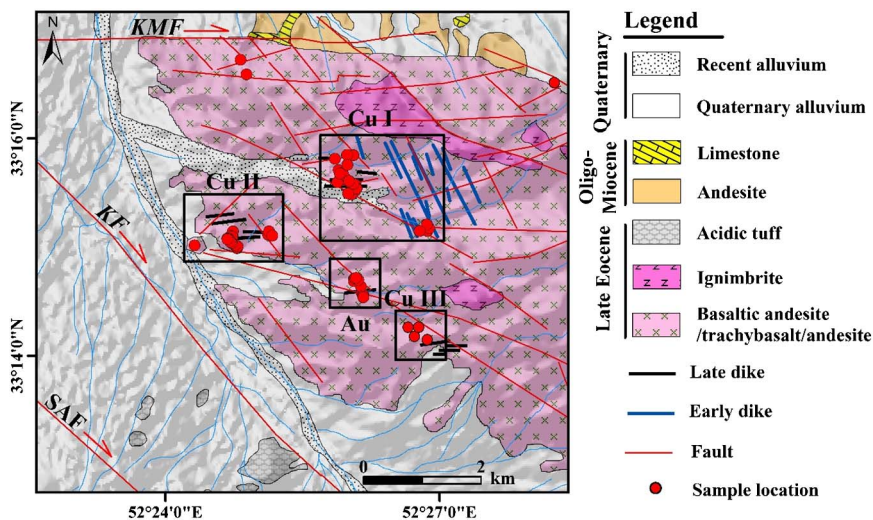 N
KMF
Cu I
Cu II
KF
Au
Cu III
SAF
0 2
km
33°16'0"N
33°14'0"N
52°24'0"E
52°27'0"E
Legend
Quaternary
Recent alluvium
Quaternary alluvium
Oligo-
Miocene
Limestone
Andesite
Late Eocene
Acidic tuff
Ignimbrite
Basaltic andesite
/trachybasalt/andesite
Late dike
Early dike
Fault
Sample location